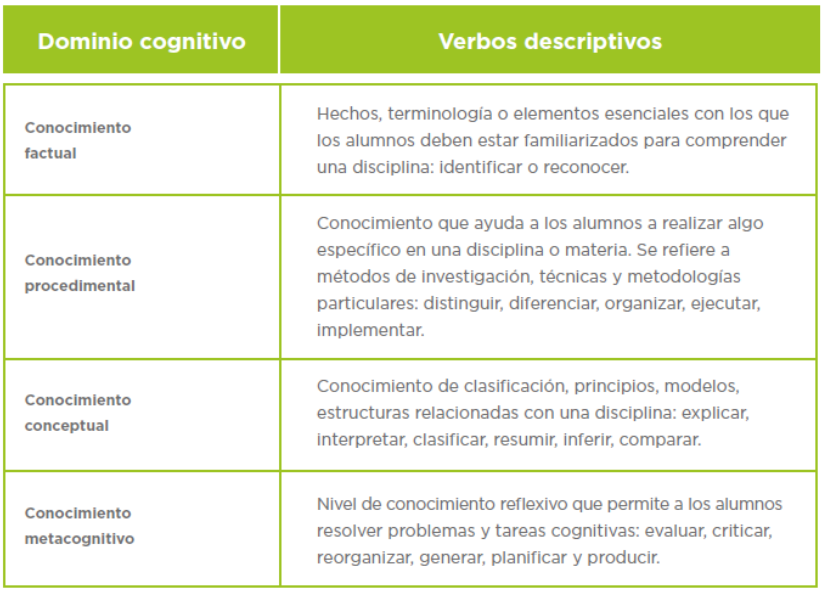 Dominio cognitivo
Verbos descriptivos
Conocimiento
factual
Hechos, terminología o elementos esenciales con los que
los alumnos deben estar familiarizados para comprender
una disciplina: identificar o reconocer.
Conocimiento
procedimental
Conocimiento que ayuda a los alumnos a realizar algo
específico en una disciplina o materia. Se refiere a
métodos de investigación, técnicas y metodologías
particulares: distinguir, diferenciar, organizar, ejecutar,
implementar.
Conocimiento
conceptual
Conocimiento de clasificación, principios, modelos,
estructuras relacionadas con una disciplina: explicar,
interpretar, clasificar, resumir, inferir, comparar.
Conocimiento
metacognitivo
Nivel de conocimiento reflexivo que permite a los alumnos
resolver problemas y tareas cognitivas: evaluar, criticar,
reorganizar, generar, planificar y producir.